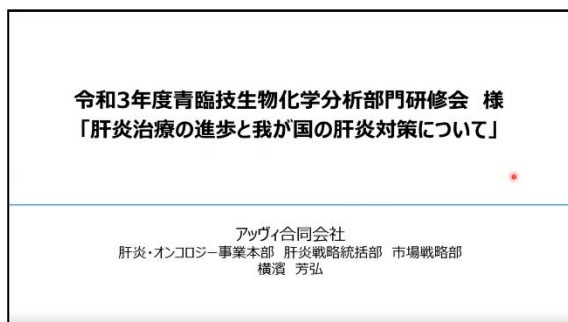 令和3年度青臨技生物化学分析部門研修会 様
「肝炎治療の進歩と我が国の肝炎対策について」
アッヴィ合同会社
肝炎・オンコロジー事業本部 肝炎戦略統括部 市場戦略部
横濱 芳弘